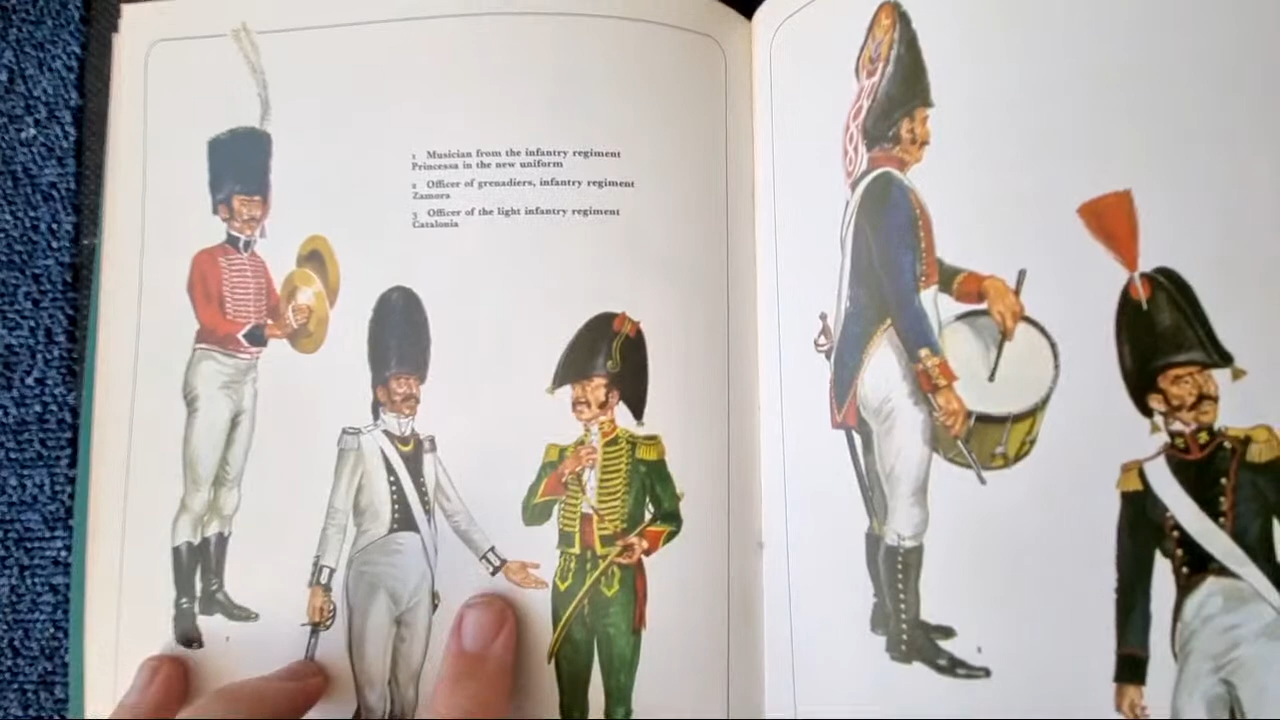 1 Musician from the infantry regiment
Princessa in the new uniform
2 Officer of grenadiers, infantry regiment
Zamora
3 Officer of the light infantry regiment
Catalonia